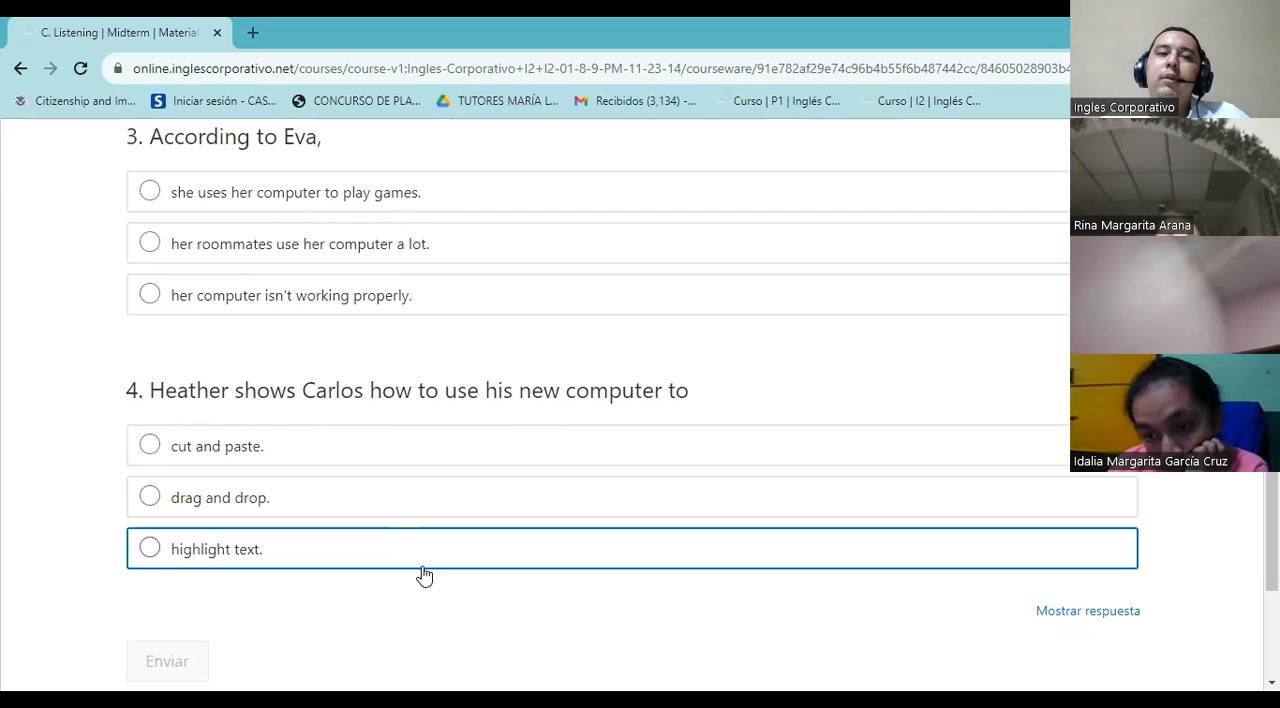 C. Listening | Midterm | Material
online.inglescorporativo.net/courses/course-v1:Ingles-Corporativo+I2+I2-01-8-9-PM-11-23-14/courseware/91e782af29e74c96b4b55f6b487442cc/84605028903b4
Citizenship and Im...
Iniciar sesión - CAS...
CONCURSO DE PLA...
TUTORES MARÍA L...
Recibidos (3,134) -...
Curso | P1 | Inglés C...
Curso | I2 | Inglés C...
3. According to Eva,
she uses her computer to play games.
her roommates use her computer a lot.
her computer isn't working properly.
4. Heather shows Carlos how to use his new computer to
cut and paste.
drag and drop.
highlight text.
Mostrar respuesta
Enviar
Ingles Corporativo
Rina Margarita Arana
Idalia Margarita García Cruz